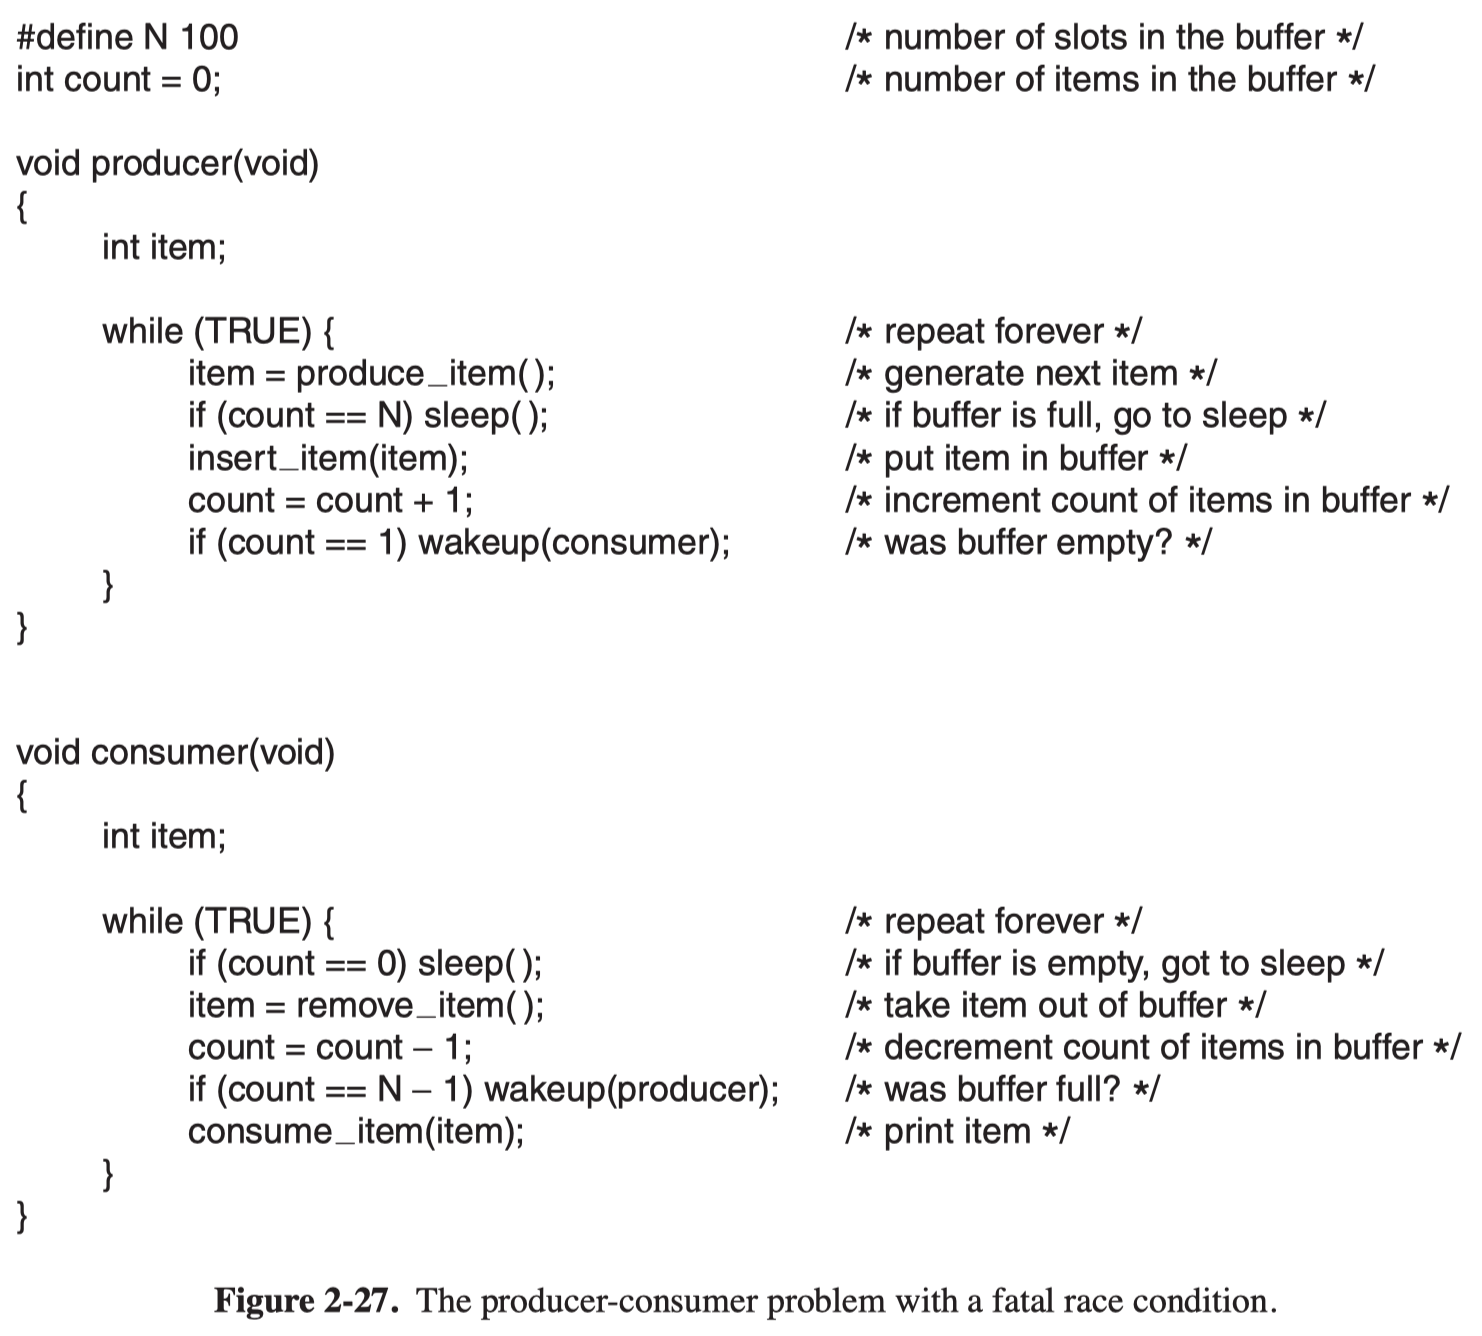 #define N 100 /* number of slots in the buffer */
int count = 0; /* number of items in the buffer */
void producer(void)
{
int item;
while (TRUE) { /* repeat forever */
item = produce_item( ); /* generate next item */
if (count == N) sleep( ); /* if buffer is full, go to sleep */
insert_item(item); /* put item in buffer */
count = count + 1; /* increment count of items in buffer */
if (count == 1) wakeup(consumer); /* was buffer empty? */
}
}
void consumer(void)
{
int item;
while (TRUE) { /* repeat forever */
if (count == 0) sleep( ); /* if buffer is empty, got to sleep */
item = remove_item( ); /* take item out of buffer */
count = count – 1; /* decrement count of items in buffer */
if (count == N – 1) wakeup(producer); /* was buffer full? */
consume_item(item); /* print item */
}
}
Figure 2-27. The producer-consumer problem with a fatal race condition.